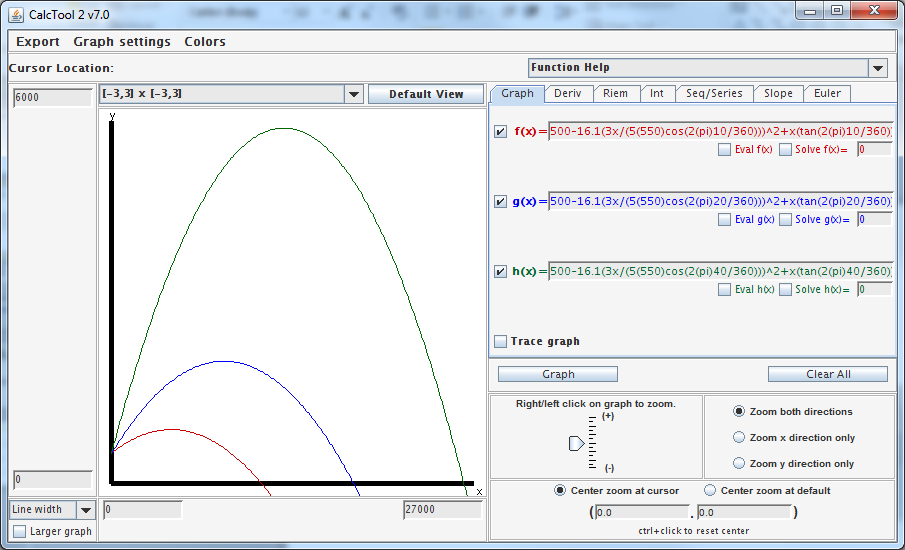 CalcTool 2 v7.0
Export Graph settings Colors
Cursor Location:
Function Help
6000
[-3,3] x [-3,3]
Default View
Graph Deriv Riem Int Seq/Series Slope Euler
y
f(x)=
500-16.1(3x/(5(550)cos(2(pi)10/360)))^2+x(tan(2(pi)10/360))
Eval f(x) Solve f(x)= 0
g(x)=
500-16.1(3x/(5(550)cos(2(pi)20/360)))^2+x(tan(2(pi)20/360))
Eval g(x) Solve g(x)= 0
h(x)=
500-16.1(3x/(5(550)cos(2(pi)40/360)))^2+x(tan(2(pi)40/360))
Eval h(x) Solve h(x)= 0
Trace graph
Graph Clear All
Right/left click on graph to zoom.
(+)
(-)
Zoom both directions
Zoom x direction only
Zoom y direction only
0
x
Center zoom at cursor Center zoom at default
Line width
0
27000
( 0.0 , 0.0 )
Larger graph
ctrl+click to reset center